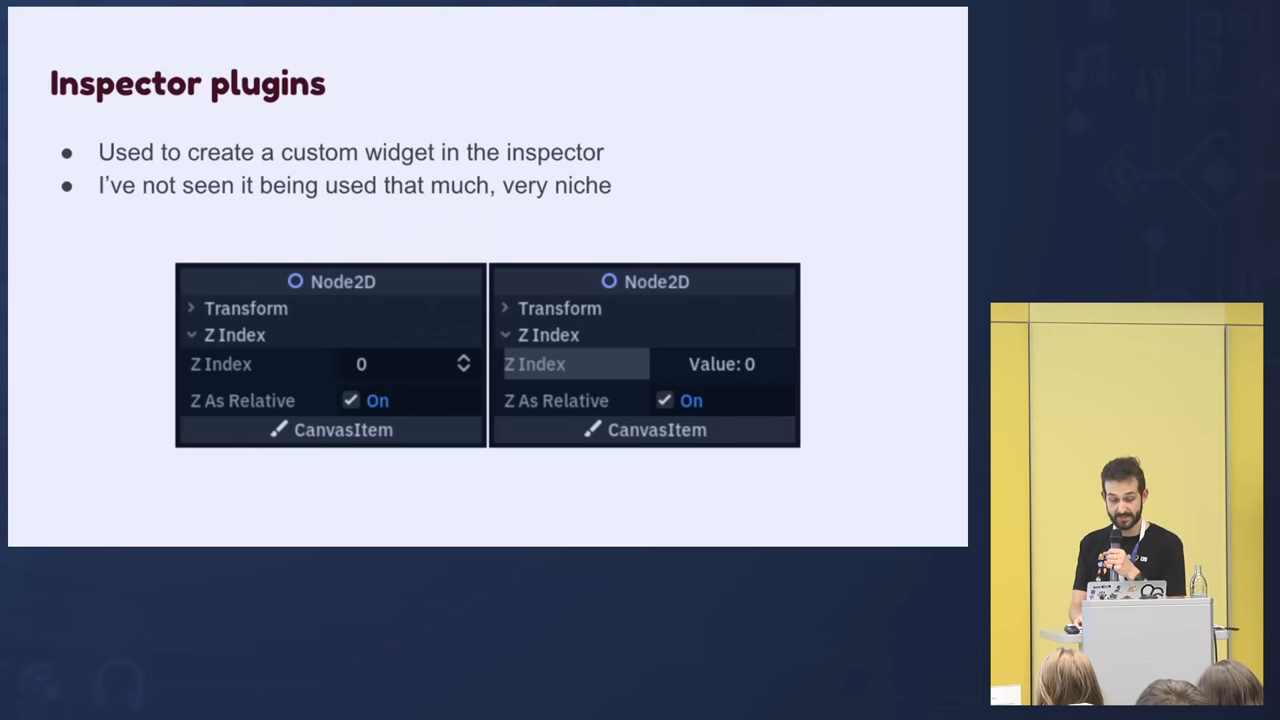 Inspector plugins
● Used to create a custom widget in the inspector
● I've not seen it being used that much, very niche
Node2D
Transform
Z Index
Z Index 0
Z As Relative On
CanvasItem
Node2D
Transform
Z Index
Z Index Value: 0
Z As Relative On
CanvasItem